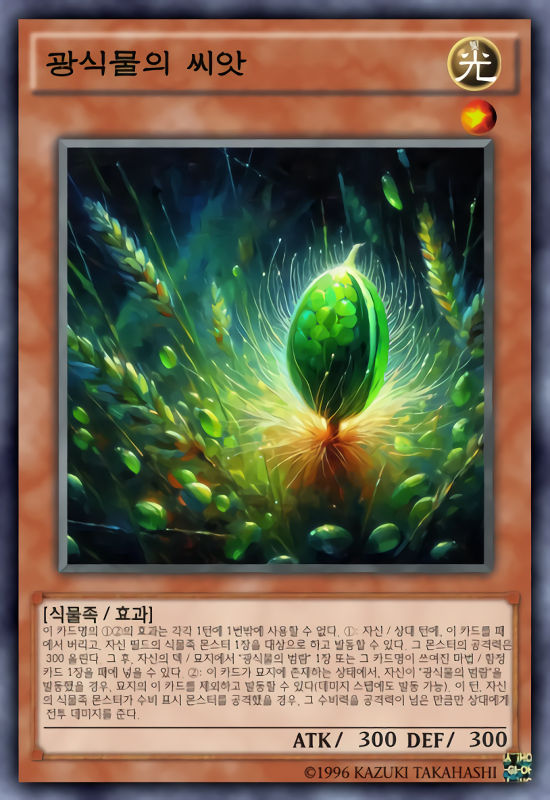 광식물의 씨앗
빛
光
[식물족 / 효과]
이 카드명의 ①②의 효과는 각각 1턴에 1번밖에 사용할 수 없다. ①: 자신 / 상대 턴에, 이 카드를 패
에서 버리고, 자신 필드의 식물족 몬스터 1장을 대상으로 하고 발동할 수 있다. 그 몬스터의 공격력은
300 올린다. 그 후, 자신의 덱 / 묘지에서 "광식물의 범람" 1장 또는 그 카드명이 쓰여진 마법 / 함정
카드 1장을 패에 넣을 수 있다. ②: 이 카드가 묘지에 존재하는 상태에서, 자신이 "광식물의 범람"을
발동했을 경우, 묘지의 이 카드를 제외하고 발동할 수 있다(데미지 스텝에도 발동 가능). 이 턴, 자신
의 식물족 몬스터가 수비 표시 몬스터를 공격했을 경우, 그 수비력을 공격력이 넘은 만큼만 상대에게
전투 데미지를 준다.
ATK / 300 DEF / 300
©1996 KAZUKI TAKAHASHI